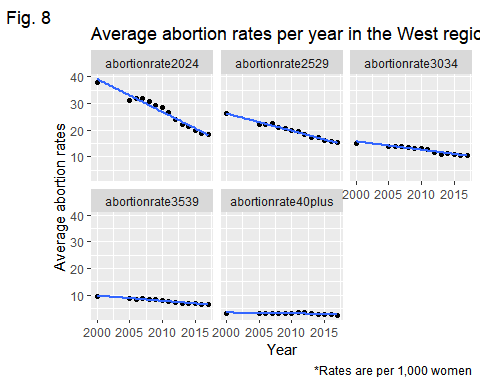 Fig. 8
Average abortion rates per year in the West regio
abortionrate2024 abortionrate2529 abortionrate3034
40
30
20
10
2000 2005 2010 2015
abortionrate3539 abortionrate40plus
40
30
20
10
2000 2005 2010 2015 2000 2005 2010 2015
Average abortion rates
Year
*Rates are per 1,000 women